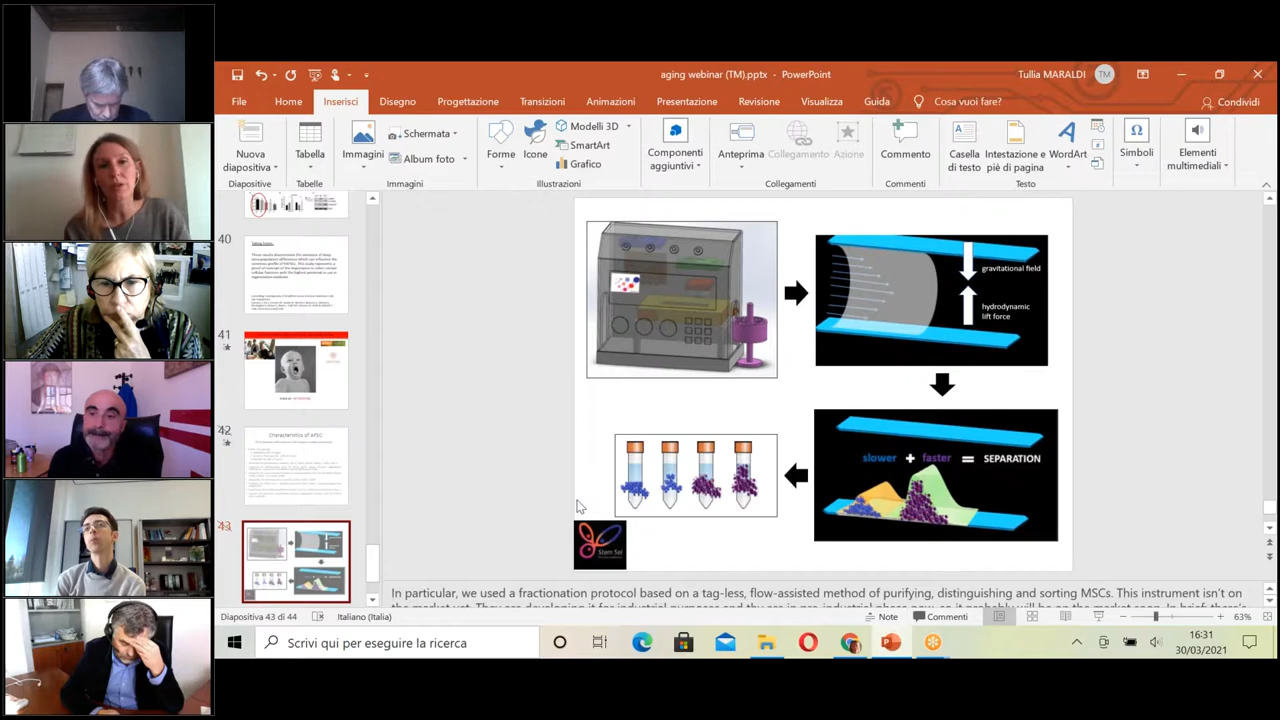 aging webinar (TM).pptx - PowerPoint
Tullia MARALDI
TM
File
Home
Inserisci
Disegno
Progettazione
Transizioni
Animazioni
Presentazione
Revisione
Visualizza
Guida
Cosa vuoi fare?
Condividi
Nuova
diapositiva
Tabella
Immagini
Schermata
Album foto
Forme
Icone
Modelli 3D
SmartArt
Grafico
Componenti
aggiuntivi
Anteprima
Collegamento
Azione
Commento
Casella
di testo
Intestazione e
piè di pagina
WordArt
Simboli
Elementi
multimediali
Diapositive
Tabelle
Immagini
Illustrazioni
Collegamenti
Commenti
Testo
40
41
42
Characteristics of AFSC
43
gravitational field
hydrodynamic
lift force
slower + faster = SEPARATION
Stem Sel
In particular, we used a fractionation protocol based on a tag-less, flow-assisted method of purifying, distinguishing and sorting MSCs. This instrument isn't on
Diapositiva 43 di 44
Italiano (Italia)
Note
Commenti
63%
Scrivi qui per eseguire la ricerca
16:31
30/03/2021